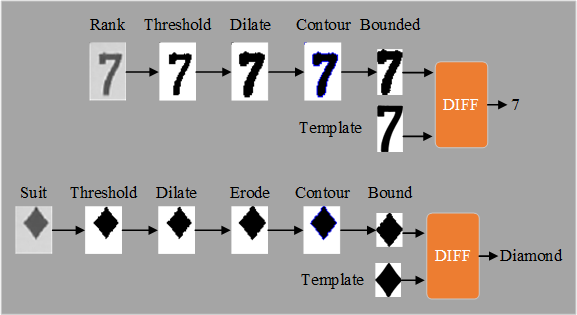 Rank Threshold Dilate Contour Bounded
7 7 7 7 7
DIFF 7
Template 7
Suit Threshold Dilate Erode Contour Bound
DIFF Diamond
Template